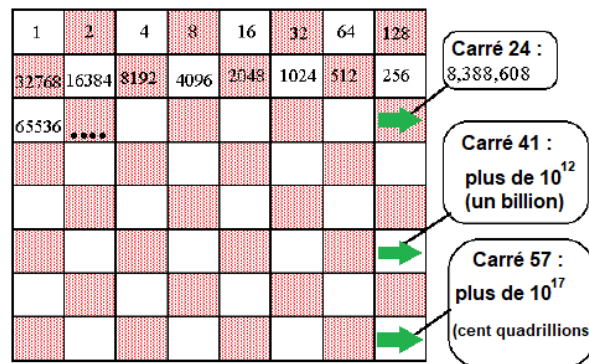 1 2 4 8 16 32 64 128
32768 16384 8192 4096 2048 1024 512 256
65536 ....
Carré 24 :
8,388,608
Carré 41 :
plus de 10^12
(un billion)
Carré 57 :
plus de 10^17
(cent quadrillions)